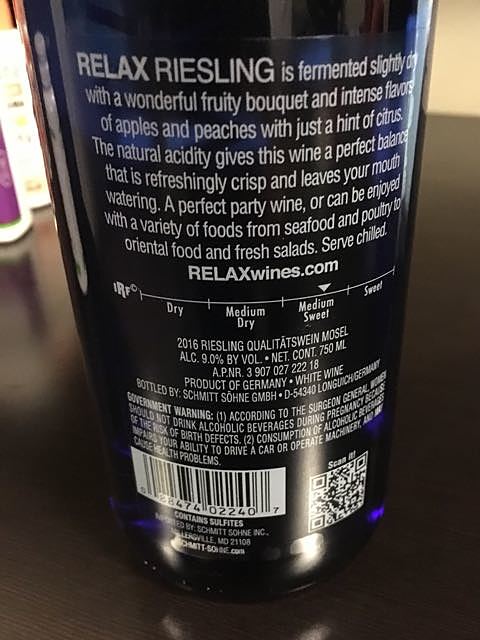 RELAX RIESLING is fermented slightly dry
with a wonderful fruity bouquet and intense flavors
of apples and peaches with just a hint of citrus.
The natural acidity gives this wine a perfect balance
that is refreshingly crisp and leaves your mouth
watering. A perfect party wine, or can be enjoyed
with a variety of foods from seafood and poultry to
oriental food and fresh salads. Serve chilled.
RELAXwines.com
IRF©
Dry Medium Dry Medium Sweet Sweet
2016 RIESLING QUALITÄTSWEIN MOSEL
ALC. 9.0% BY VOL. • NET. CONT. 750 ML
A.P.NR. 3 907 027 222 18
PRODUCT OF GERMANY • WHITE WINE
BOTTLED BY: SCHMITT SÖHNE GMBH • D-54340 LONGUICH/GERMANY
GOVERNMENT WARNING: (1) ACCORDING TO THE SURGEON GENERAL, WOMEN
SHOULD NOT DRINK ALCOHOLIC BEVERAGES DURING PREGNANCY BECAUSE
OF THE RISK OF BIRTH DEFECTS. (2) CONSUMPTION OF ALCOHOLIC BEVERAGES
IMPAIRS YOUR ABILITY TO DRIVE A CAR OR OPERATE MACHINERY, AND MAY
CAUSE HEALTH PROBLEMS.
Scan it!
02240 7
CONTAINS SULFITES
BY: SCHMITT SOHNE INC.,
MD 21108
SCHMITT-SOHNE.com